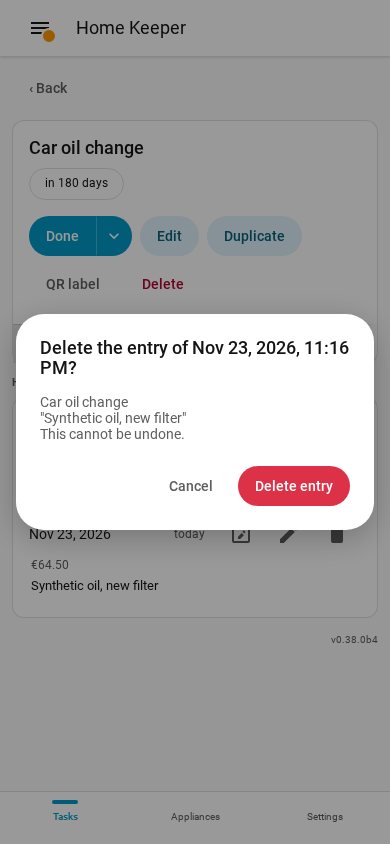 Home Keeper
‹ Back
Car oil change
in 180 days
Done
Edit
Duplicate
QR label
Delete
Delete the entry of Nov 23, 2026, 11:16
PM?
Car oil change
"Synthetic oil, new filter"
This cannot be undone.
Cancel
Delete entry
Nov 23, 2026
today
€64.50
Synthetic oil, new filter
v0.38.0b4
Tasks
Appliances
Settings